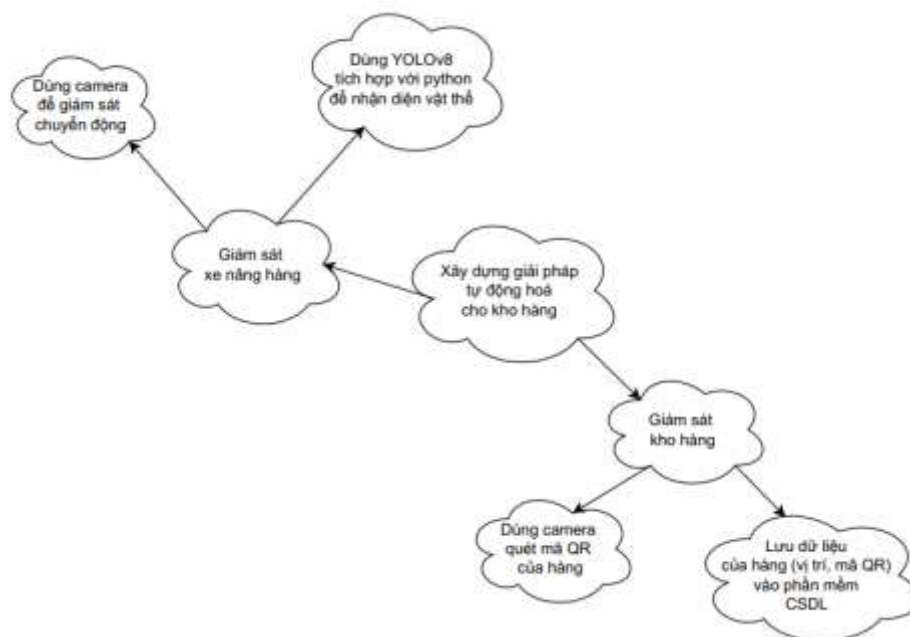 Dùng YOLOv8
tích hợp với python
để nhận diện vật thể
Dùng camera
để giám sát
chuyển động
Giám sát
xe nâng hàng
Xây dựng giải pháp
tự động hoá
cho kho hàng
Giám sát
kho hàng
Dùng camera
quét mã QR
của hàng
Lưu dữ liệu
của hàng (vị trí, mã QR)
vào phần mềm
CSDL